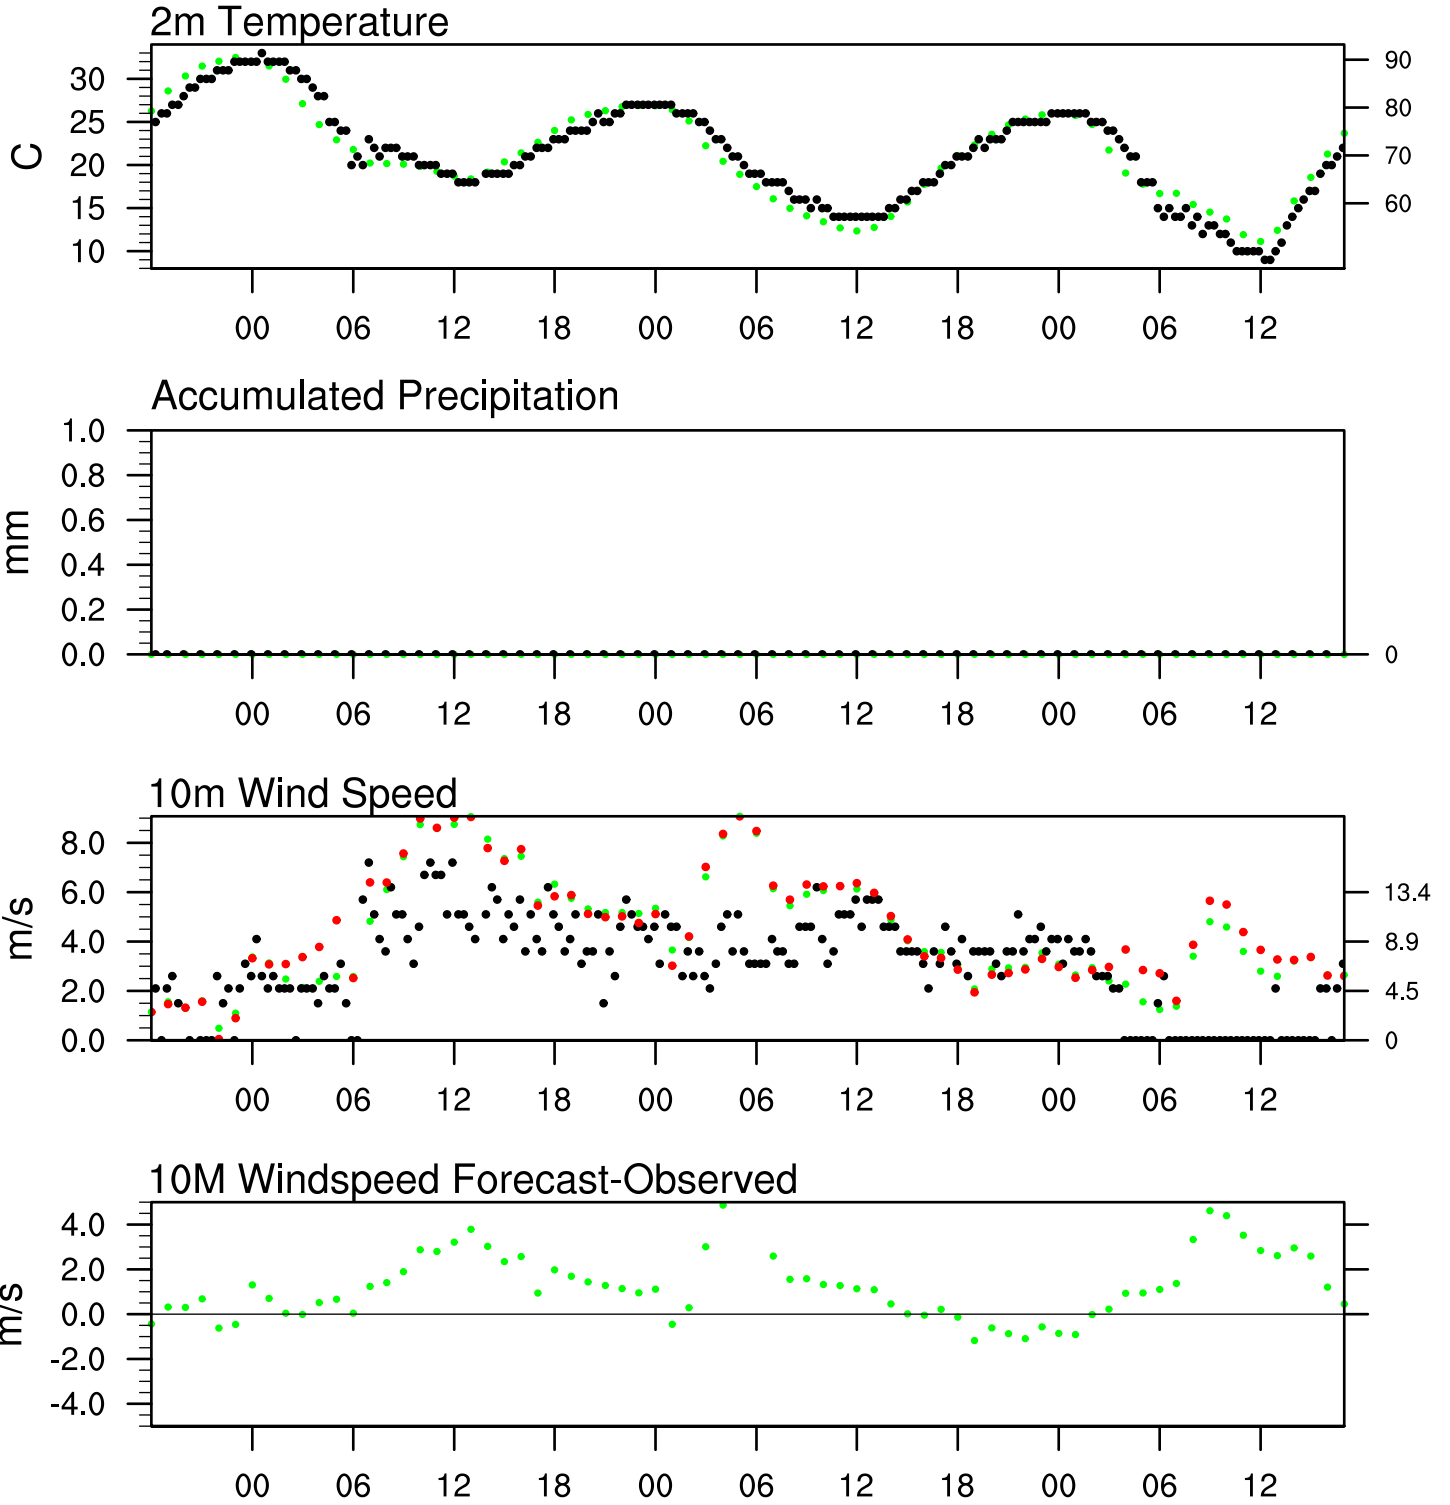 2m Temperature
30
25
20
15
10
C
90
80
70
60
00 06 12 18 00 06 12 18 00 06 12
Accumulated Precipitation
1.0
0.8
0.6
0.4
0.2
0.0
mm
0
00 06 12 18 00 06 12 18 00 06 12
10m Wind Speed
8.0
6.0
4.0
2.0
0.0
m/s
13.4
8.9
4.5
0
00 06 12 18 00 06 12 18 00 06 12
10M Windspeed Forecast-Observed
4.0
2.0
0.0
-2.0
-4.0
m/s
00 06 12 18 00 06 12 18 00 06 12